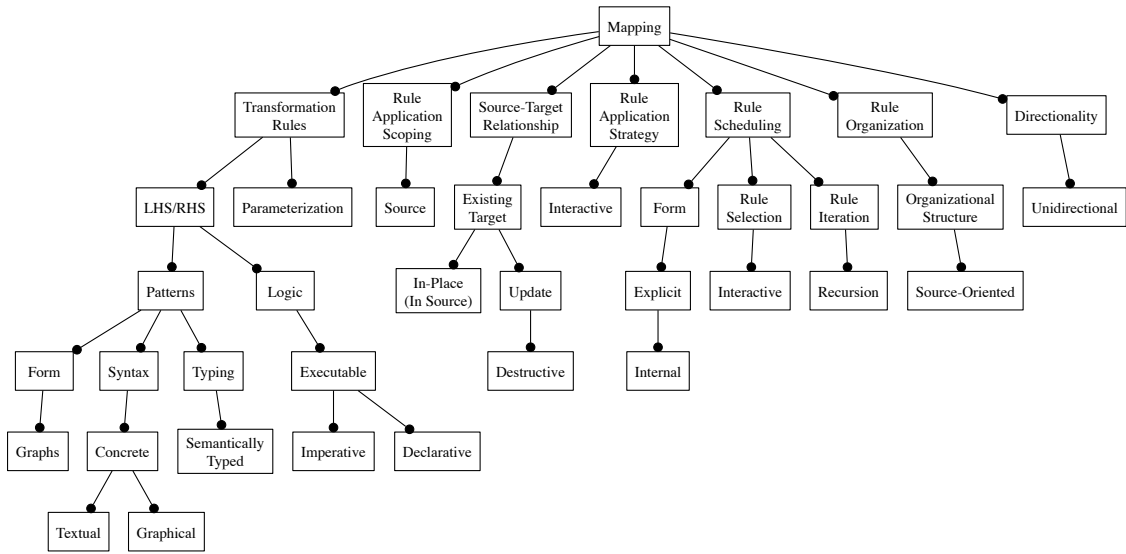 Mapping
Transformation
Rules
Rule
Application
Scoping
Source-Target
Relationship
Rule
Application
Strategy
Rule
Scheduling
Rule
Organization
Directionality
LHS/RHS
Parameterization
Source
Existing
Target
Interactive
Form
Rule
Selection
Rule
Iteration
Organizational
Structure
Unidirectional
Patterns
Logic
In-Place
(In Source)
Update
Explicit
Interactive
Recursion
Source-Oriented
Form
Syntax
Typing
Executable
Destructive
Internal
Graphs
Concrete
Semantically
Typed
Imperative
Declarative
Textual
Graphical